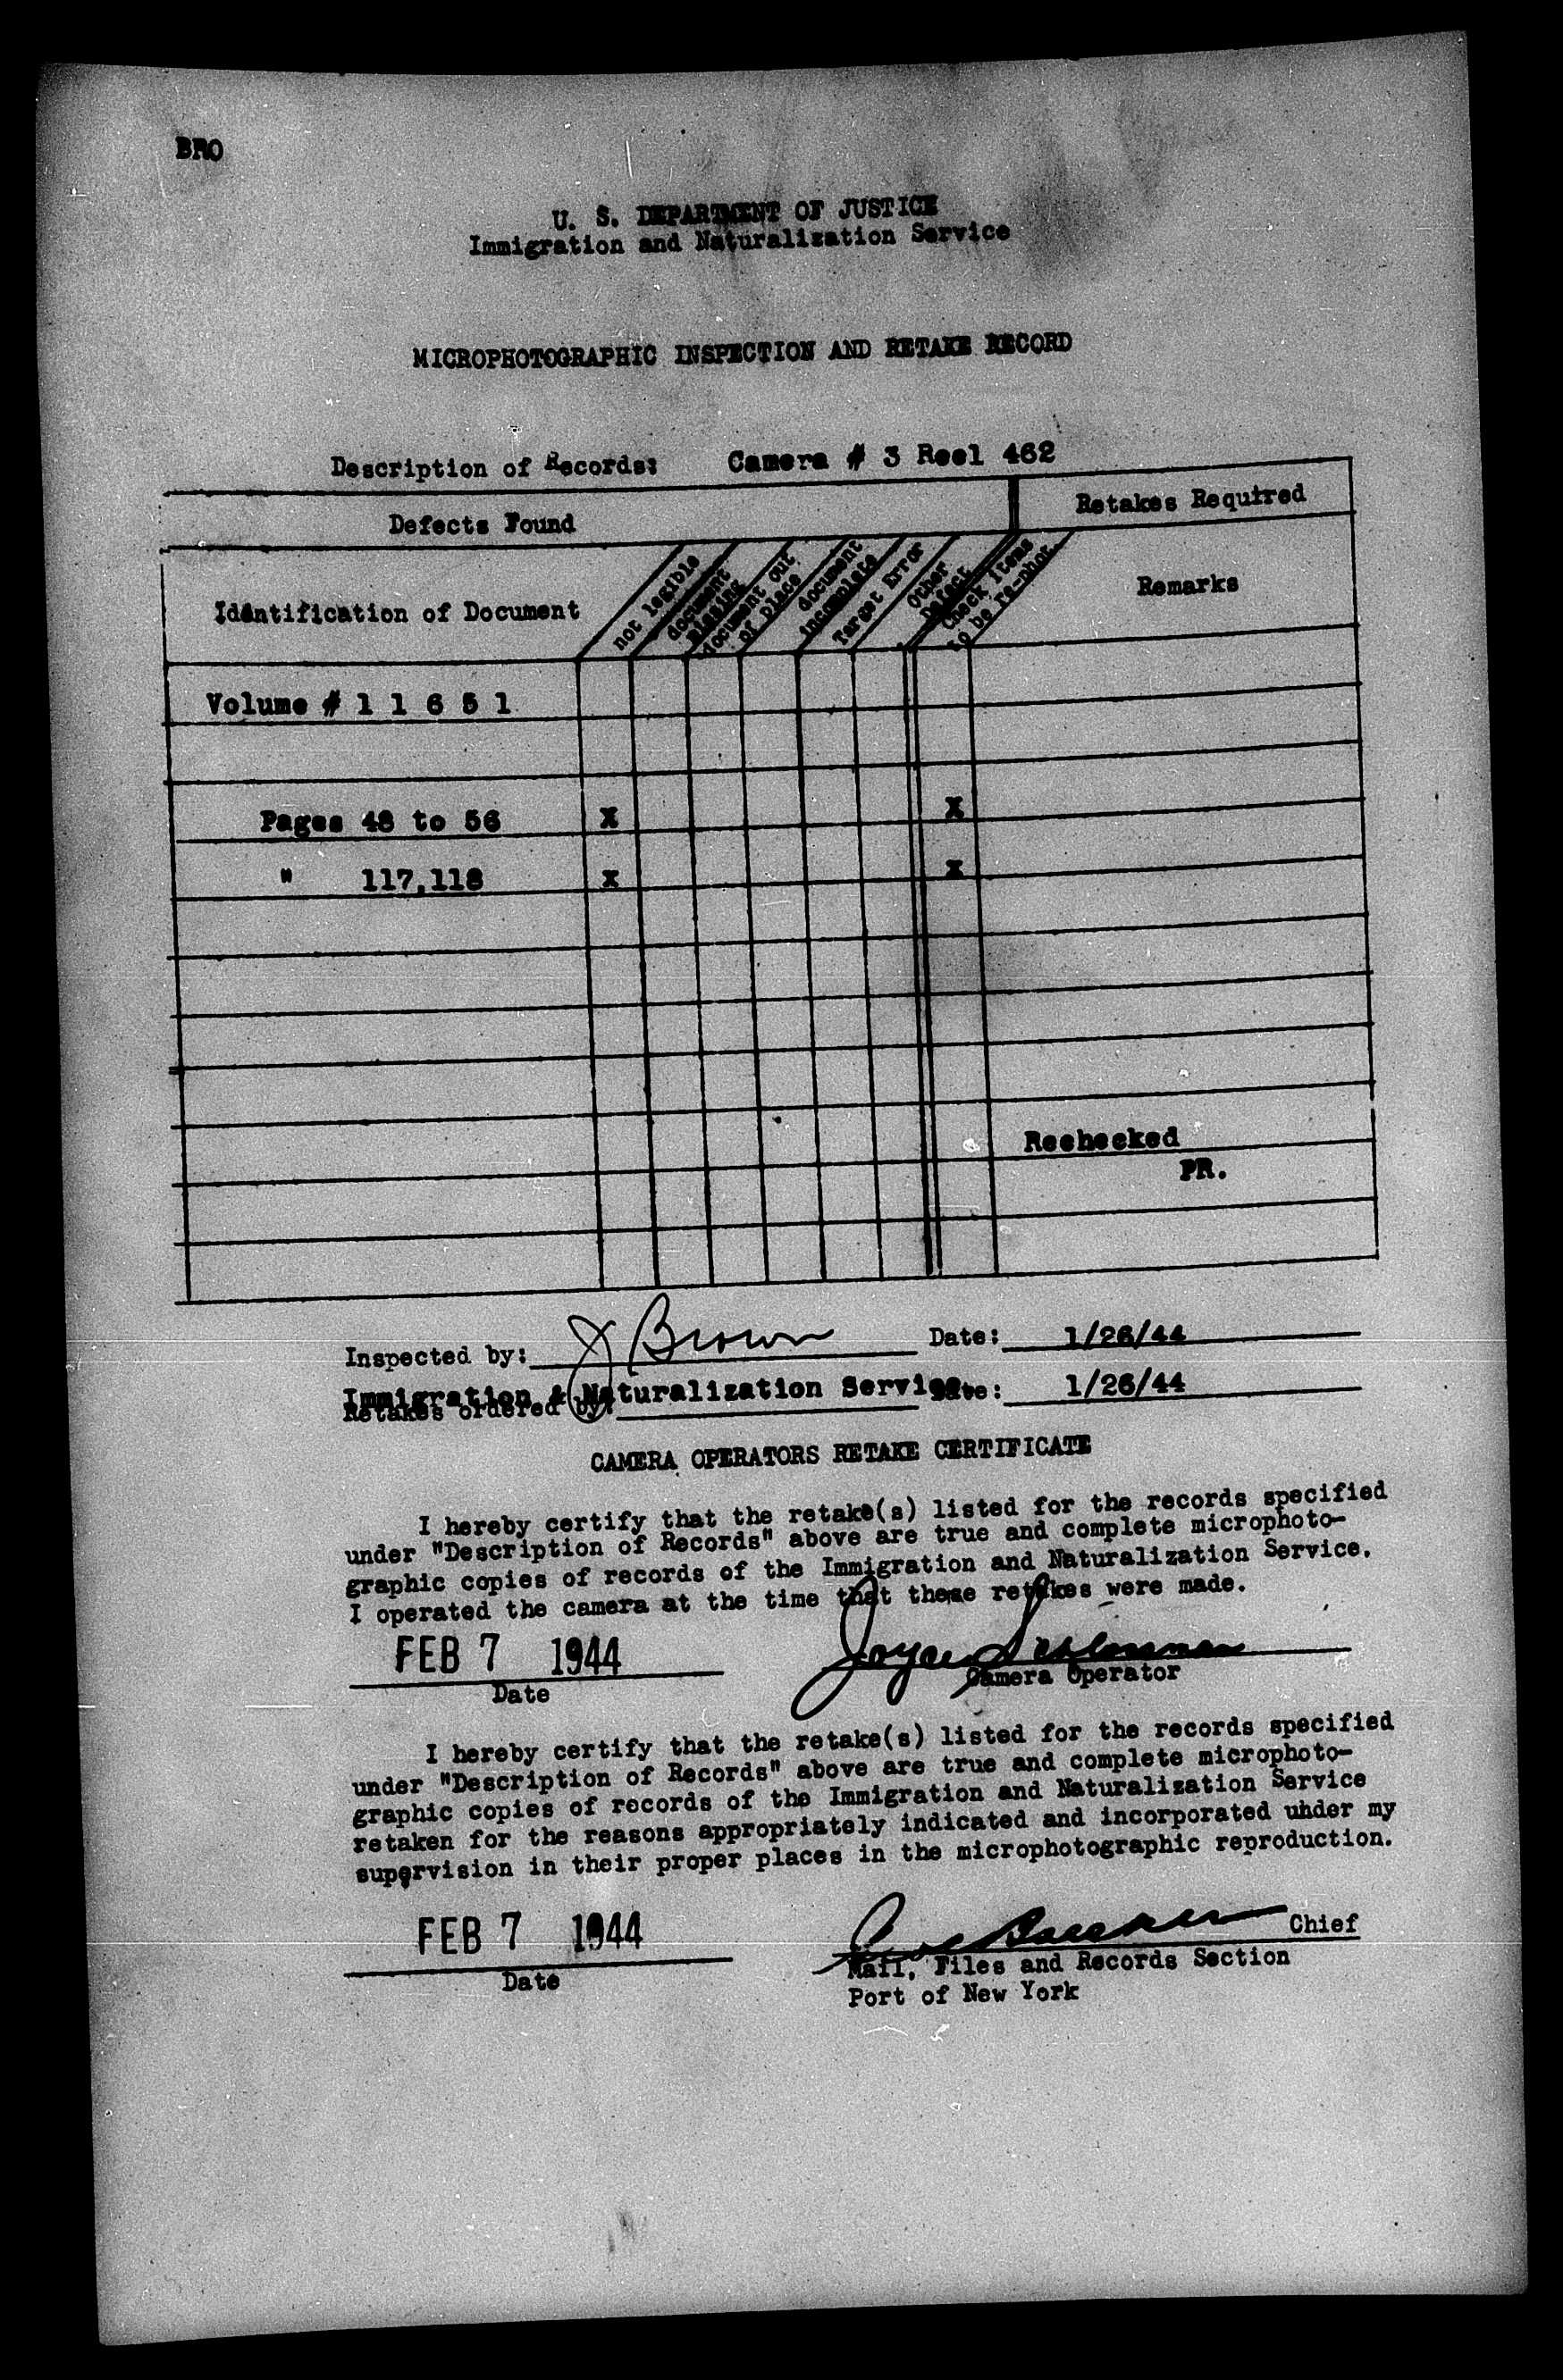 BRO
U. S. DEPARTMENT OF JUSTICE
Immigration and Naturalization Service
MICROPHOTOGRAPHIC INSPECTION AND RETAKE RECORD
Description of Records: Camera # 3 Reel 462
Defects Found
Retakes Required
Identification of Document
not legible
document missing
document out of place
document incomplete
Target Error
Other Defect
Check items to be re-phot.
Remarks
Volume # 1 1 6 5 1
Pages 48 to 56 X X
" 117,118 X X
Rechecked
PR.
Inspected by: J Brown Date: 1/26/44
Immigration & Naturalization Service
Retakes ordered by: Date: 1/26/44
CAMERA OPERATORS RETAKE CERTIFICATE
I hereby certify that the retake(s) listed for the records specified
under "Description of Records" above are true and complete microphoto-
graphic copies of records of the Immigration and Naturalization Service.
I operated the camera at the time that these retakes were made.
FEB 7 1944
Joyce
Date
Camera Operator
I hereby certify that the retake(s) listed for the records specified
under "Description of Records" above are true and complete microphoto-
graphic copies of records of the Immigration and Naturalization Service
retaken for the reasons appropriately indicated and incorporated uhder my
supervision in their proper places in the microphotographic reproduction.
FEB 7 1944
Chief
Date
Mail, Files and Records Section
Port of New York